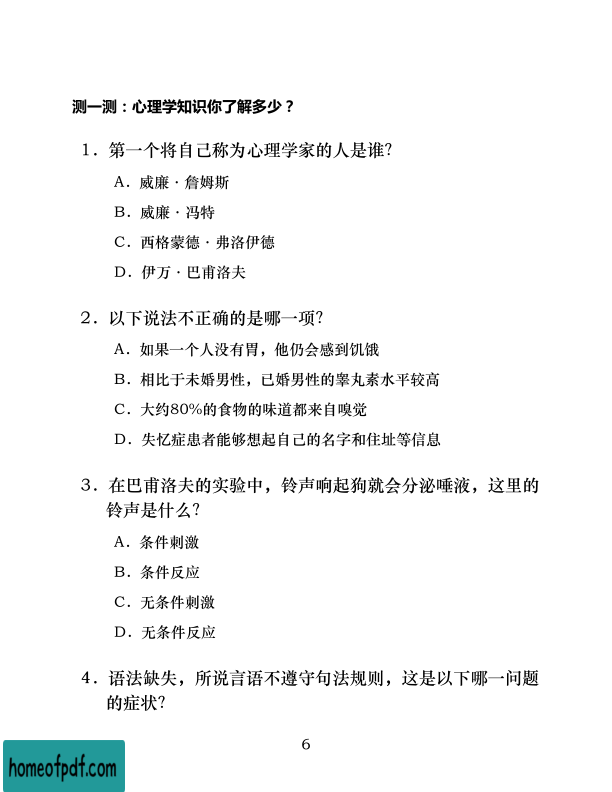 测一测：心理学知识你了解多少？
1．第一个将自己称为心理学家的人是谁？
A．威廉·詹姆斯
B．威廉·冯特
C．西格蒙德·弗洛伊德
D．伊万·巴甫洛夫
2．以下说法不正确的是哪一项？
A．如果一个人没有胃，他仍会感到饥饿
B．相比于未婚男性，已婚男性的睾丸素水平较高
C．大约80%的食物的味道都来自嗅觉
D．失忆症患者能够想起自己的名字和住址等信息
3．在巴甫洛夫的实验中，铃声响起狗就会分泌唾液，这里的
铃声是什么？
A．条件刺激
B．条件反应
C．无条件刺激
D．无条件反应
4．语法缺失，所说言语不遵守句法规则，这是以下哪一问题
的症状？
6
homeofpdf.com